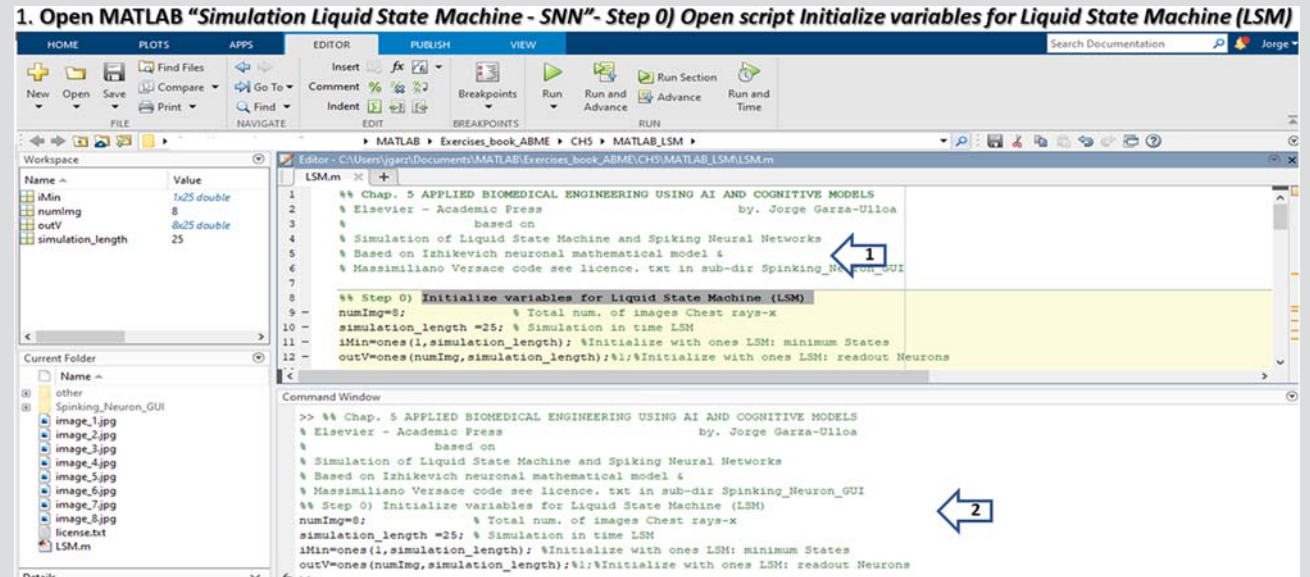 1. Open MATLAB "Simulation Liquid State Machine - SNN"- Step 0) Open script Initialize variables for Liquid State Machine (LSM)
HOME PLOTS APPS EDITOR PUBLISH VIEW Search Documentation Jorge
New Open Save Find Files Compare Print
Go To Find
Insert fx Comment % Indent
Breakpoints Run Run and Advance Run Section Advance Run and Time
FILE NAVIGATE EDIT BREAKPOINTS RUN
MATLAB Exercises_book_ABME CH5 MATLAB_LSM
Workspace
Name Value
iMin 1x25 double
numImg 8
outV 8x25 double
simulation_length 25
Editor - C:\Users\jgarz\Documents\MATLAB\Exercises_book_ABME\CH5\MATLAB_LSM\LSM.m
LSM.m +
1 %% Chap. 5 APPLIED BIOMEDICAL ENGINEERING USING AI AND COGNITIVE MODELS
2 % Elsevier - Academic Press by. Jorge Garza-Ulloa
3 % based on
4 % Simulation of Liquid State Machine and Spiking Neural Networks
5 % Based on Izhikevich neuronal mathematical model &
6 % Massimiliano Versace code see licence. txt in sub-dir Spinking_Neuron_GUI
7
8 %% Step 0) Initialize variables for Liquid State Machine (LSM)
9 - numImg=8; % Total num. of images Chest rays-x
10 - simulation_length =25; % Simulation in time LSM
11 - iMin=ones(1,simulation_length); %Initialize with ones LSM: minimum States
12 - outV=ones(numImg,simulation_length);%1;%Initialize with ones LSM: readout Neurons
1
Current Folder
Name
other
Spinking_Neuron_GUI
image_1.jpg
image_2.jpg
image_3.jpg
image_4.jpg
image_5.jpg
image_6.jpg
image_7.jpg
image_8.jpg
license.txt
LSM.m
Details
Command Window
>> %% Chap. 5 APPLIED BIOMEDICAL ENGINEERING USING AI AND COGNITIVE MODELS
% Elsevier - Academic Press by. Jorge Garza-Ulloa
% based on
% Simulation of Liquid State Machine and Spiking Neural Networks
% Based on Izhikevich neuronal mathematical model &
% Massimiliano Versace code see licence. txt in sub-dir Spinking_Neuron_GUI
%% Step 0) Initialize variables for Liquid State Machine (LSM)
numImg=8; % Total num. of images Chest rays-x
simulation_length =25; % Simulation in time LSM
iMin=ones(1,simulation_length); %Initialize with ones LSM: minimum States
outV=ones(numImg,simulation_length);%1;%Initialize with ones LSM: readout Neurons
2